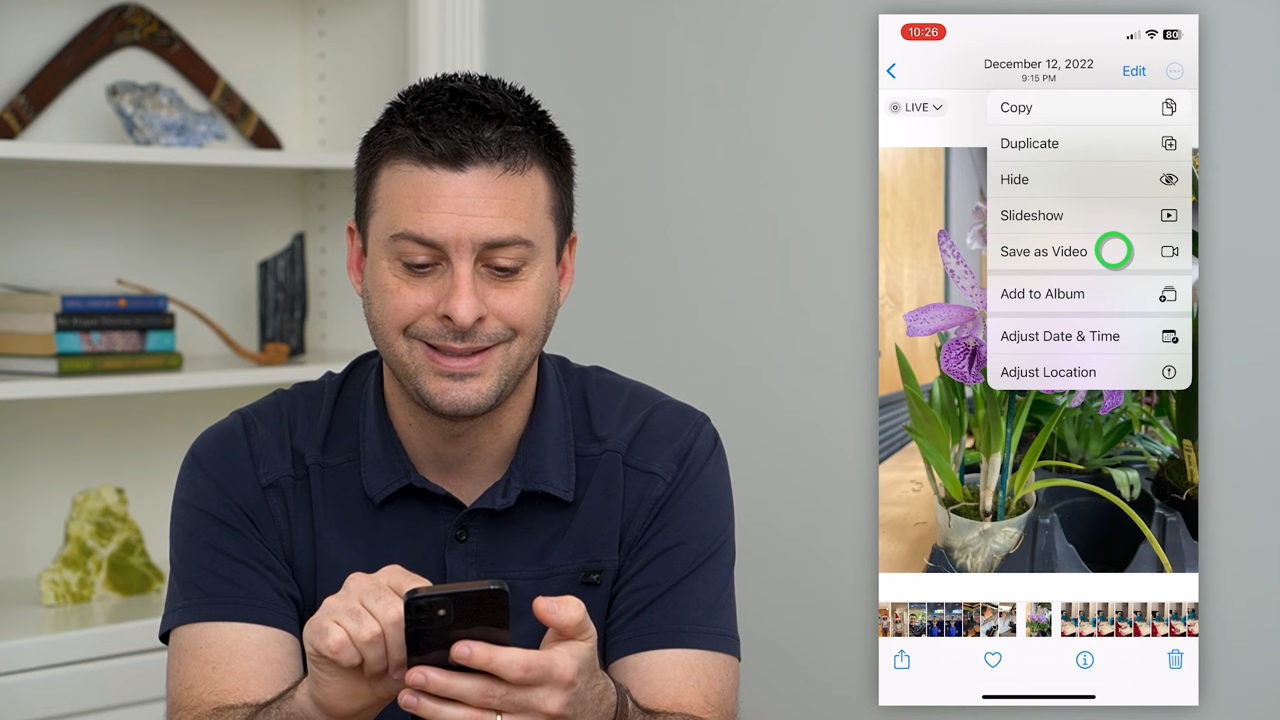 10:26
80
December 12, 2022
9:15 PM
Edit
LIVE
Copy
Duplicate
Hide
Slideshow
Save as Video
Add to Album
Adjust Date & Time
Adjust Location